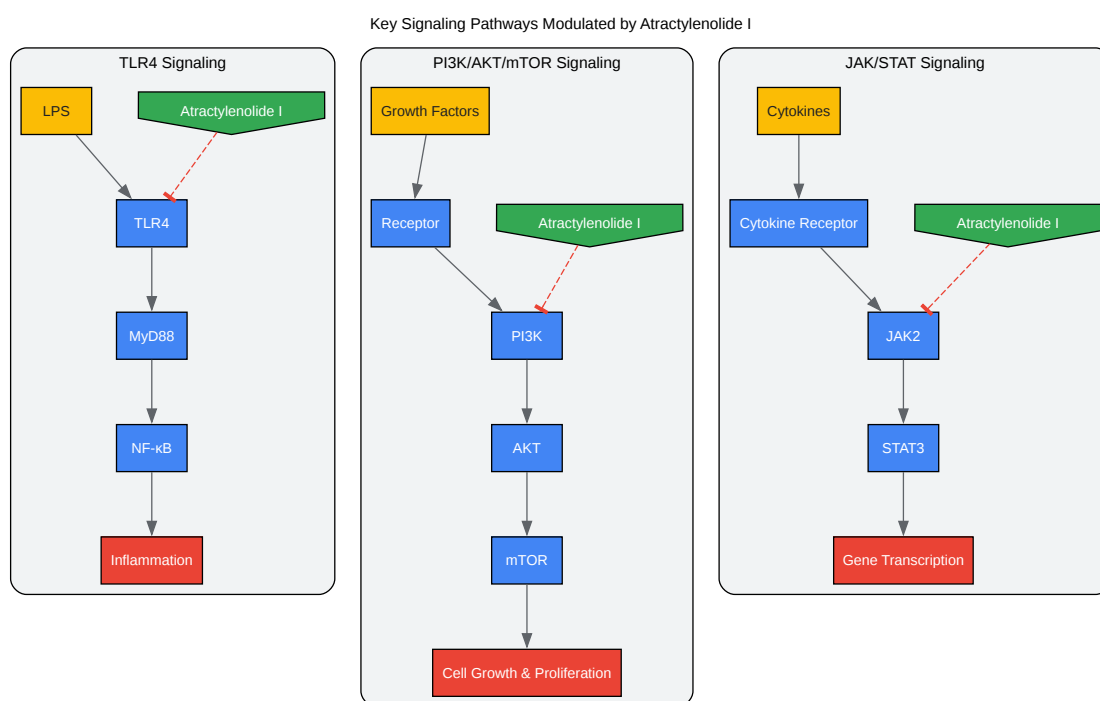 Key Signaling Pathways Modulated by Atractylenolide I
TLR4 Signaling
LPS
Atractylenolide I
TLR4
MyD88
NF-κB
Inflammation
PI3K/AKT/mTOR Signaling
Growth Factors
Receptor
Atractylenolide I
PI3K
AKT
mTOR
Cell Growth & Proliferation
JAK/STAT Signaling
Cytokines
Cytokine Receptor
Atractylenolide I
JAK2
STAT3
Gene Transcription